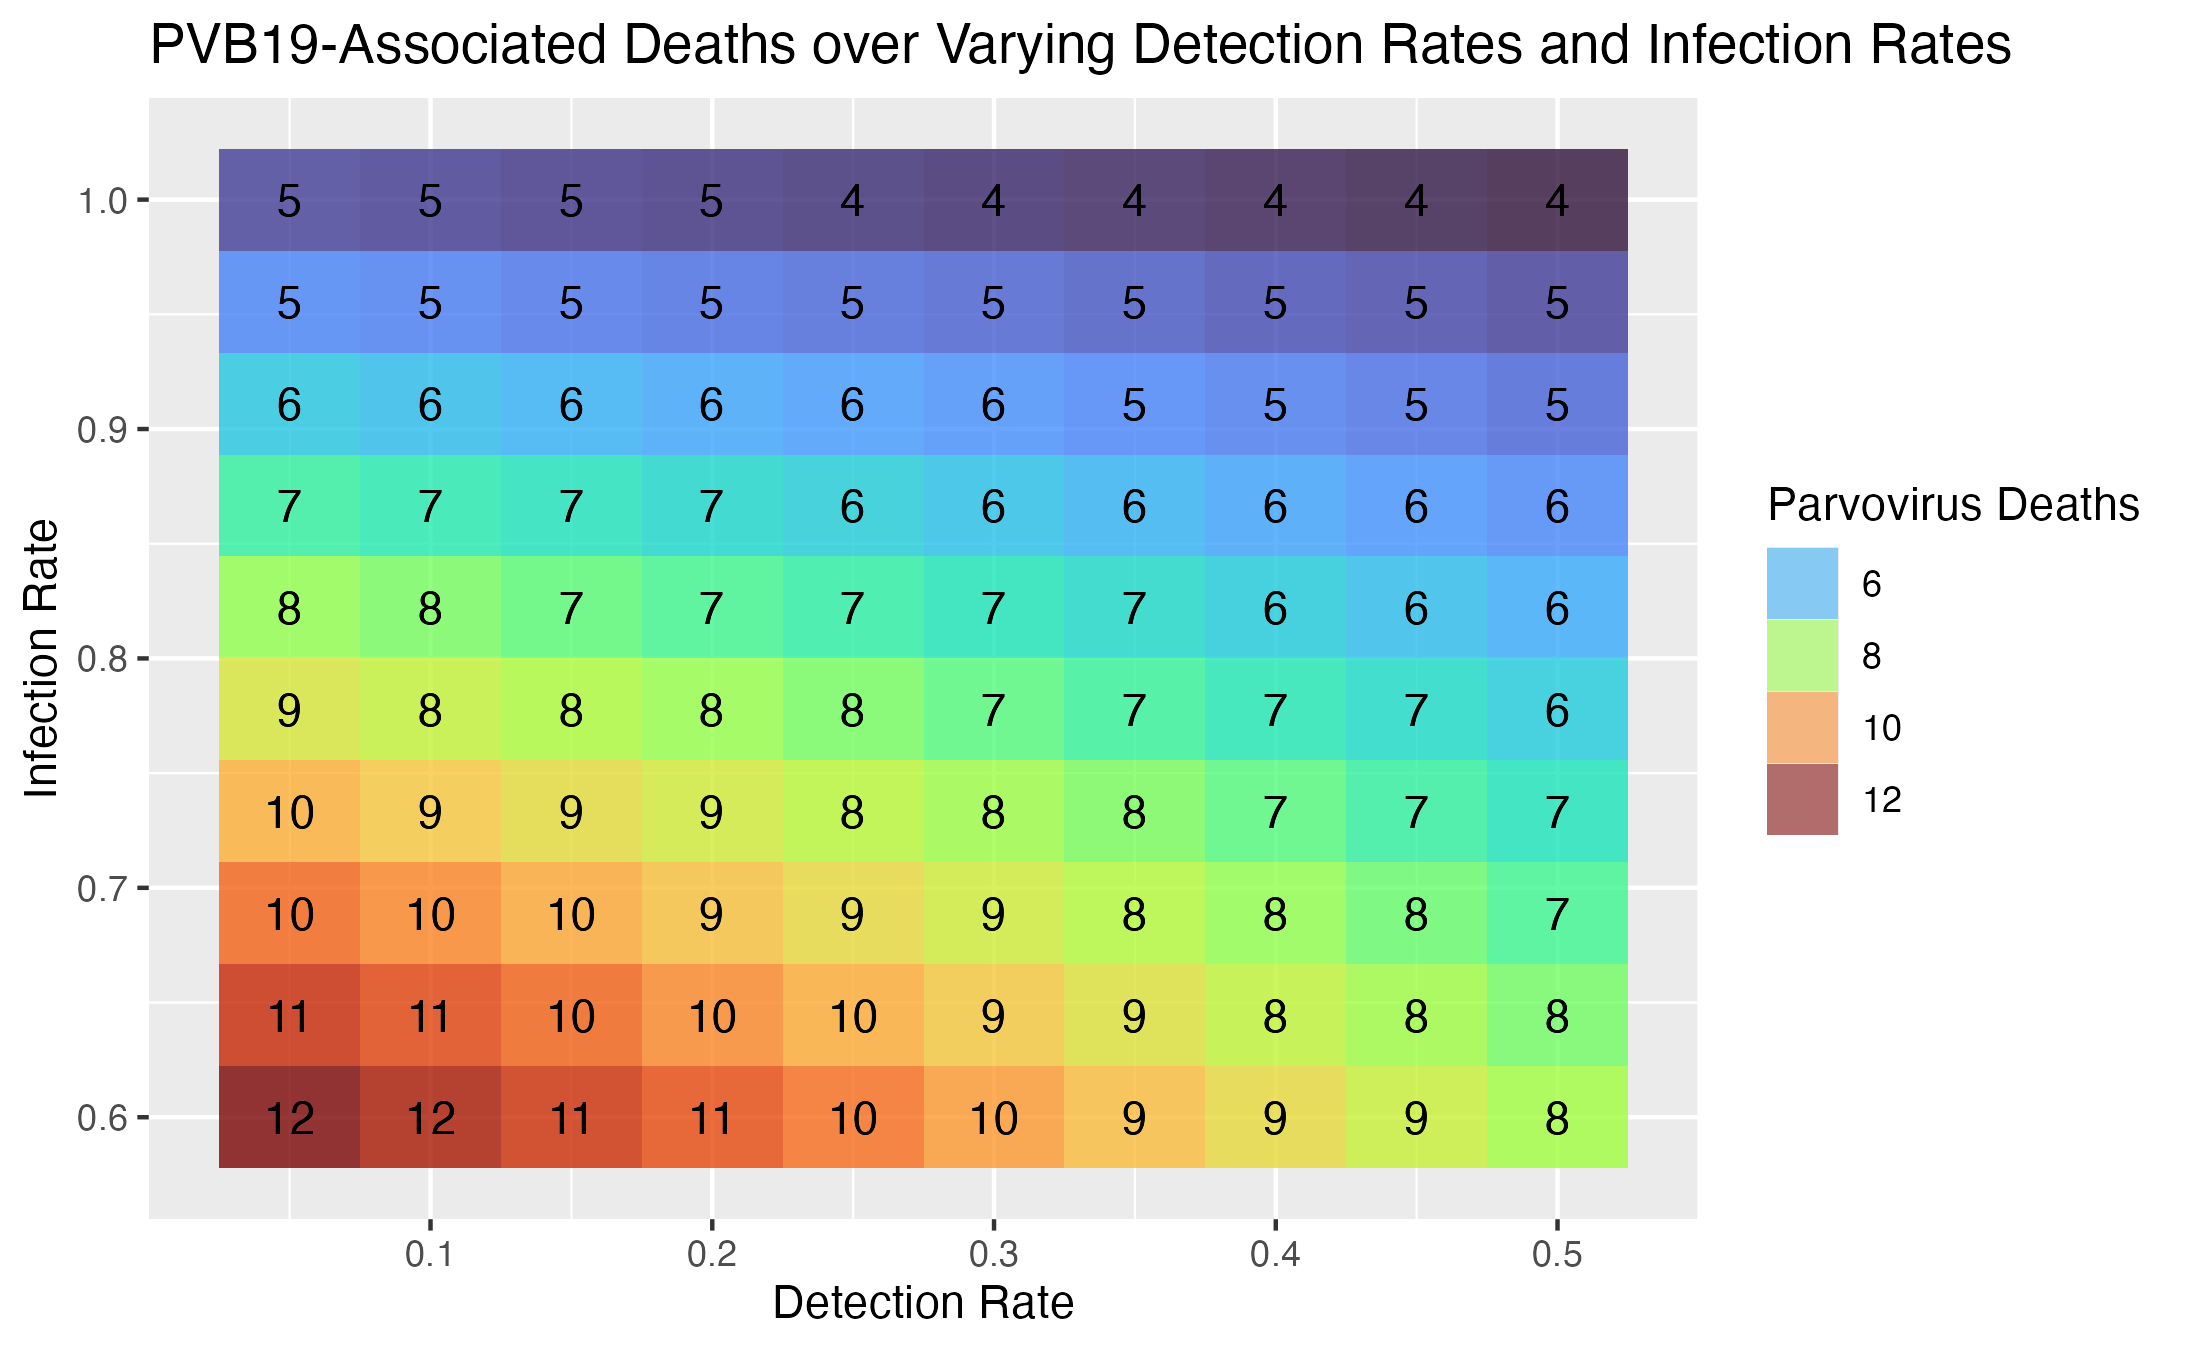 PVB19-Associated Deaths over Varying Detection Rates and Infection Rates
1.0 5 5 5 5 4 4 4 4 4 4
5 5 5 5 5 5 5 5 5 5
0.9 6 6 6 6 6 6 5 5 5 5
7 7 7 7 6 6 6 6 6 6
8 8 7 7 7 7 7 6 6 6
0.8
9 8 8 8 8 7 7 7 7 6
10 9 9 9 8 8 8 7 7 7
0.7 10 10 10 9 9 9 8 8 8 7
11 11 10 10 10 9 9 8 8 8
0.6 12 12 11 11 10 10 9 9 9 8
0.1 0.2 0.3 0.4 0.5
Detection Rate
Infection Rate
Parvovirus Deaths
6
8
10
12